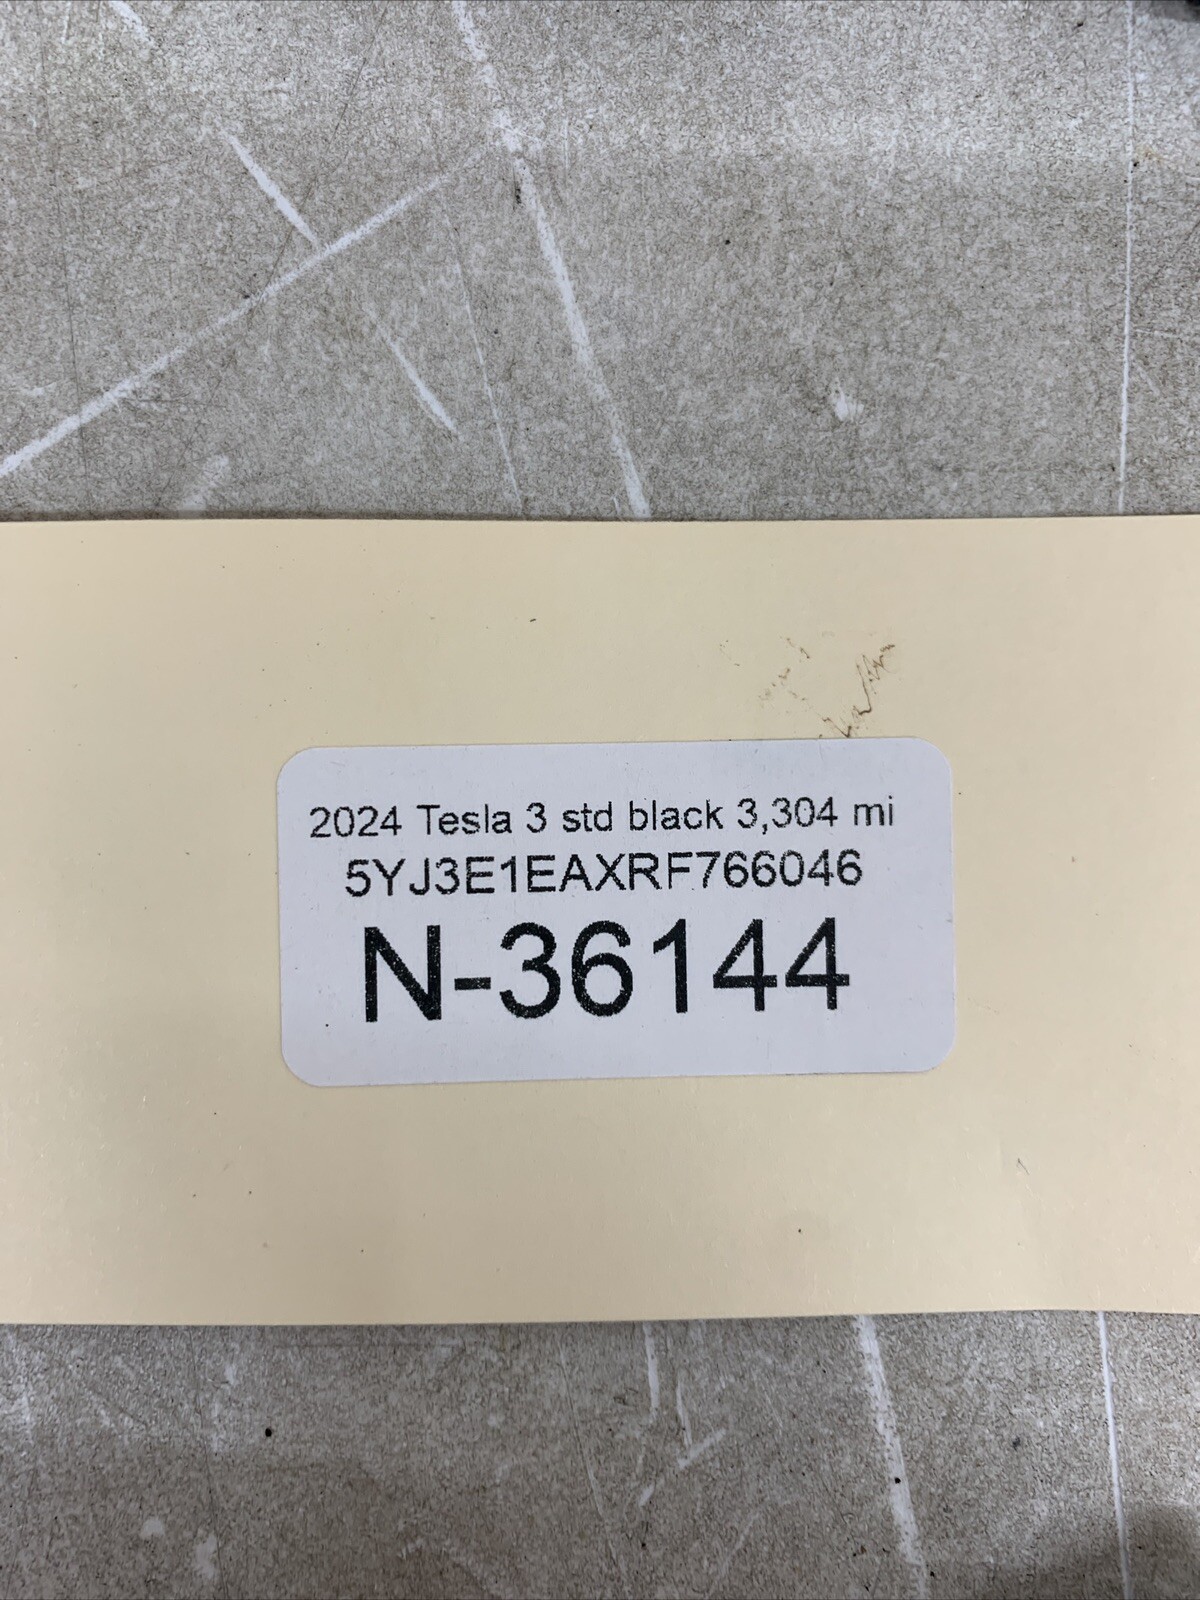 2024 Tesla 3 std black 3,304 mi
5YJ3E1EAXRF766046
N-36144